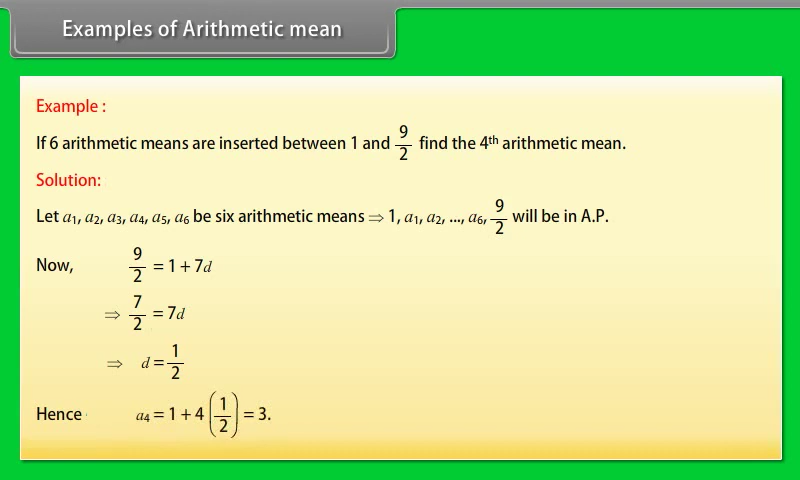 Examples of Arithmetic mean
Example :
If 6 arithmetic means are inserted between 1 and 9/2 find the 4th arithmetic mean.
Solution:
Let a₁, a₂, a₃, a₄, a₅, a₆ be six arithmetic means ⇒ 1, a₁, a₂, ..., a₆, 9/2 will be in A.P.
Now, 9/2 = 1 + 7d
⇒ 7/2 = 7d
⇒ d = 1/2
Hence a₄ = 1 + 4 (1/2) = 3.